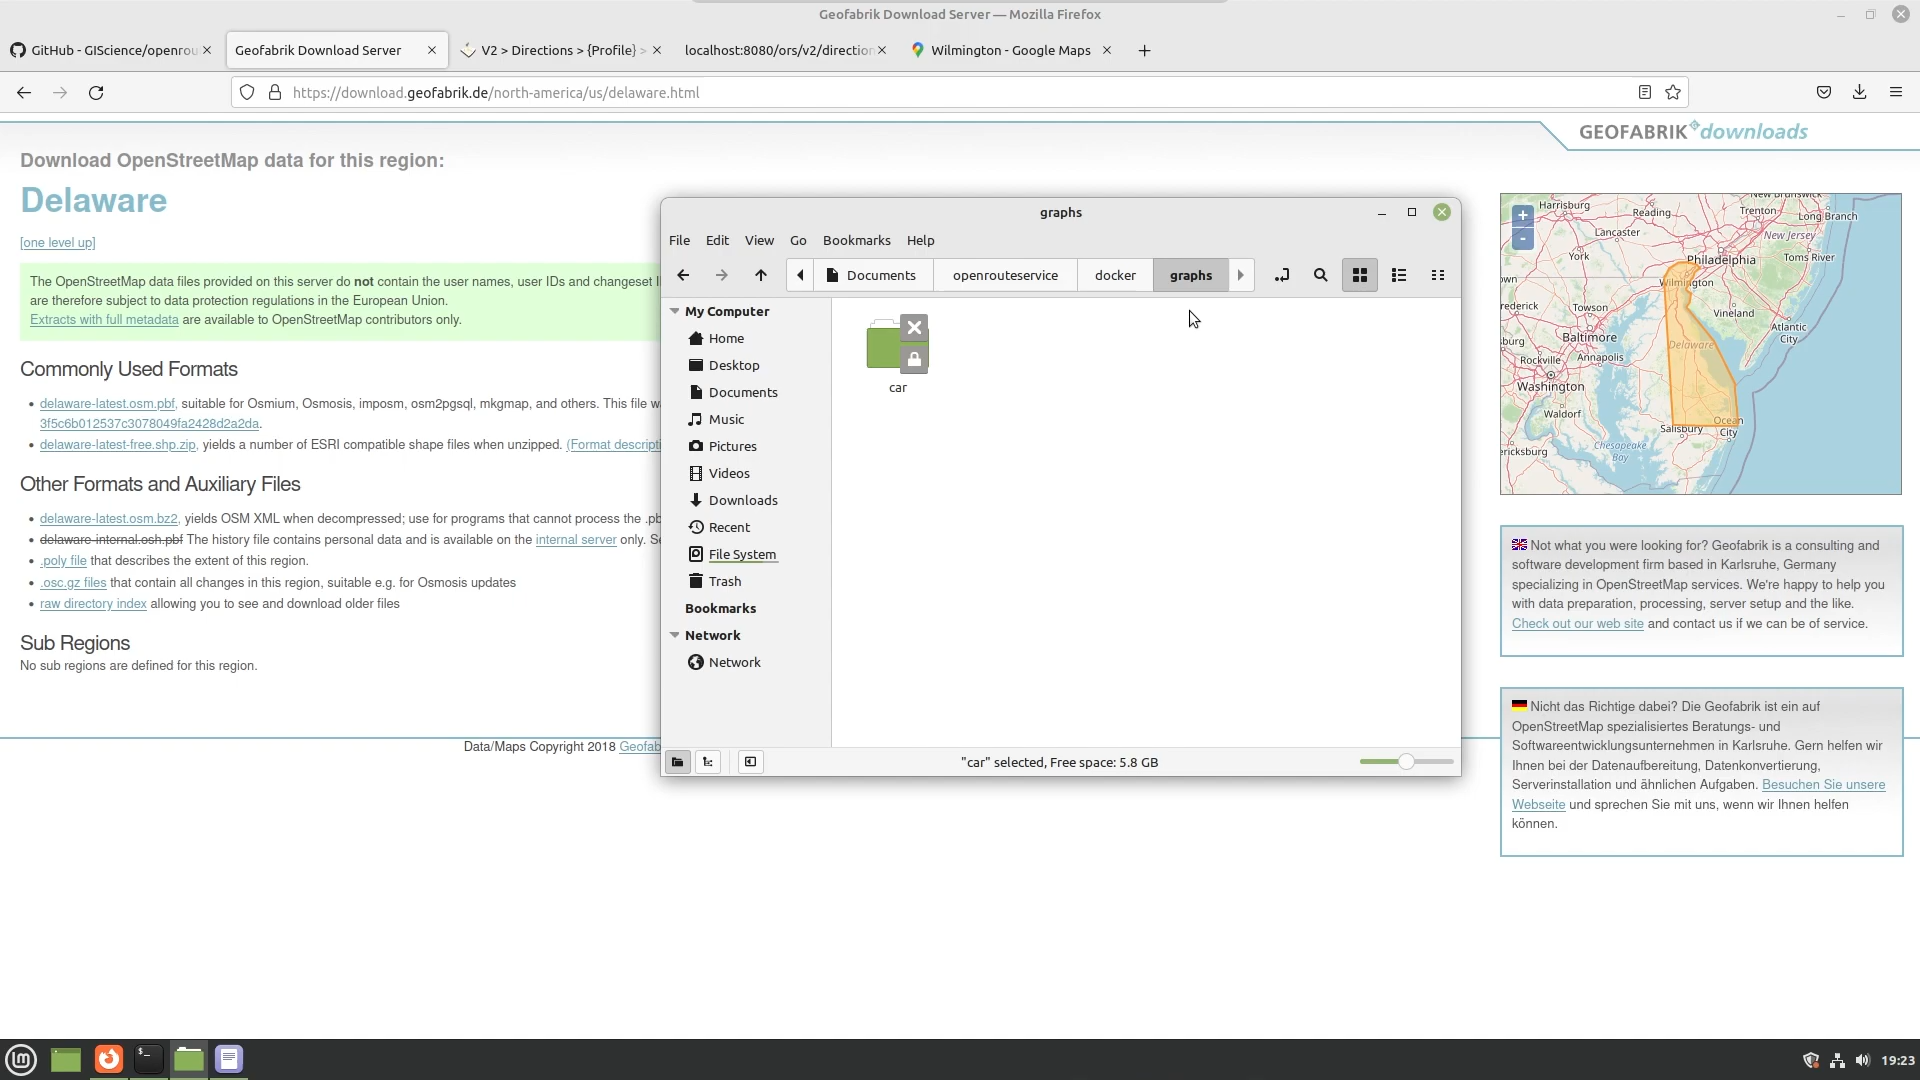 Geofabrik Download Server — Mozilla Firefox
GitHub - GIScience/openrou
Geofabrik Download Server
V2 > Directions > {Profile} >
localhost:8080/ors/v2/direction
Wilmington - Google Maps
https://download.geofabrik.de/north-america/us/delaware.html
GEOFABRIK downloads
Download OpenStreetMap data for this region:
Delaware
[one level up]
The OpenStreetMap data files provided on this server do not contain the user names, user IDs and changeset I
are therefore subject to data protection regulations in the European Union.
Extracts with full metadata are available to OpenStreetMap contributors only.
Commonly Used Formats
• delaware-latest.osm.pbf, suitable for Osmium, Osmosis, imposm, osm2pgsql, mkgmap, and others. This file wa
3f5c6b012537c3078049fa2428d2a2da.
• delaware-latest-free.shp.zip, yields a number of ESRI compatible shape files when unzipped. (Format descripti
Other Formats and Auxiliary Files
• delaware-latest.osm.bz2, yields OSM XML when decompressed; use for programs that cannot process the .pb
• delaware-internal.osh.pbf The history file contains personal data and is available on the internal server only. Se
• .poly file that describes the extent of this region.
• .osc.gz files that contain all changes in this region, suitable e.g. for Osmosis updates
• raw directory index allowing you to see and download older files
Sub Regions
No sub regions are defined for this region.
Data/Maps Copyright 2018 Geofab
graphs
File Edit View Go Bookmarks Help
Documents openrouteservice docker graphs
My Computer
Home
Desktop
Documents
Music
Pictures
Videos
Downloads
Recent
File System
Trash
Bookmarks
Network
Network
car
"car" selected, Free space: 5.8 GB
+
-
New Brunswick
Harrisburg
Reading
Trenton
Long Branch
Lancaster
New Jersey
York
Philadelphia
Toms River
own
Wilmington
rederick
Towson
Vineland
Baltimore
Atlantic
City
burg
Annapolis
Delaware
Rockville
Washington
Waldorf
Salisbury
Ocean
City
Chesapeake
Bay
ericksburg
Not what you were looking for? Geofabrik is a consulting and
software development firm based in Karlsruhe, Germany
specializing in OpenStreetMap services. We're happy to help you
with data preparation, processing, server setup and the like.
Check out our web site and contact us if we can be of service.
Nicht das Richtige dabei? Die Geofabrik ist ein auf
OpenStreetMap spezialisiertes Beratungs- und
Softwareentwicklungsunternehmen in Karlsruhe. Gern helfen wir
Ihnen bei der Datenaufbereitung, Datenkonvertierung,
Serverinstallation und ähnlichen Aufgaben. Besuchen Sie unsere
Webseite und sprechen Sie mit uns, wenn wir Ihnen helfen
können.
19:23